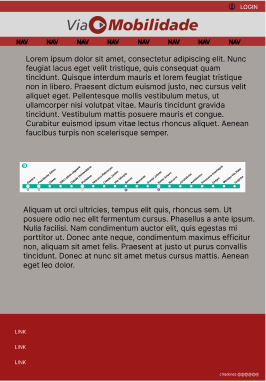 LOGIN
ViaMobilidade
NAV NAV NAV NAV NAV NAV NAV NAV
Lorem ipsum dolor sit amet, consectetur adipiscing elit. Nunc
feugiat lacus eget velit tristique, quis consequat quam
tincidunt. Quisque interdum mauris et lorem feugiat tristique
non in libero. Praesent dictum euismod justo, nec cursus velit
aliquet eget. Pellentesque mollis vestibulum metus, ut
ullamcorper nisi volutpat vitae. Mauris tincidunt gravida
tincidunt. Vestibulum mattis posuere mauris et congue.
Curabitur euismod ipsum vitae lectus rhoncus aliquet. Aenean
faucibus turpis non scelerisque semper.
Aliquam ut orci ultricies, tempus elit quis, rhoncus sem. Ut
posuere odio nec elit fermentum cursus. Phasellus a ante ipsum.
Nulla facilisi. Nam condimentum auctor elit, quis egestas mi
porttitor ut. Donec ante neque, condimentum maximus efficitur
non, aliquam sit amet felis. Praesent at justo ut purus convallis
tincidunt. Donec at nunc sit amet metus cursus mattis. Aenean
eget leo dolor.
LINK
LINK
LINK